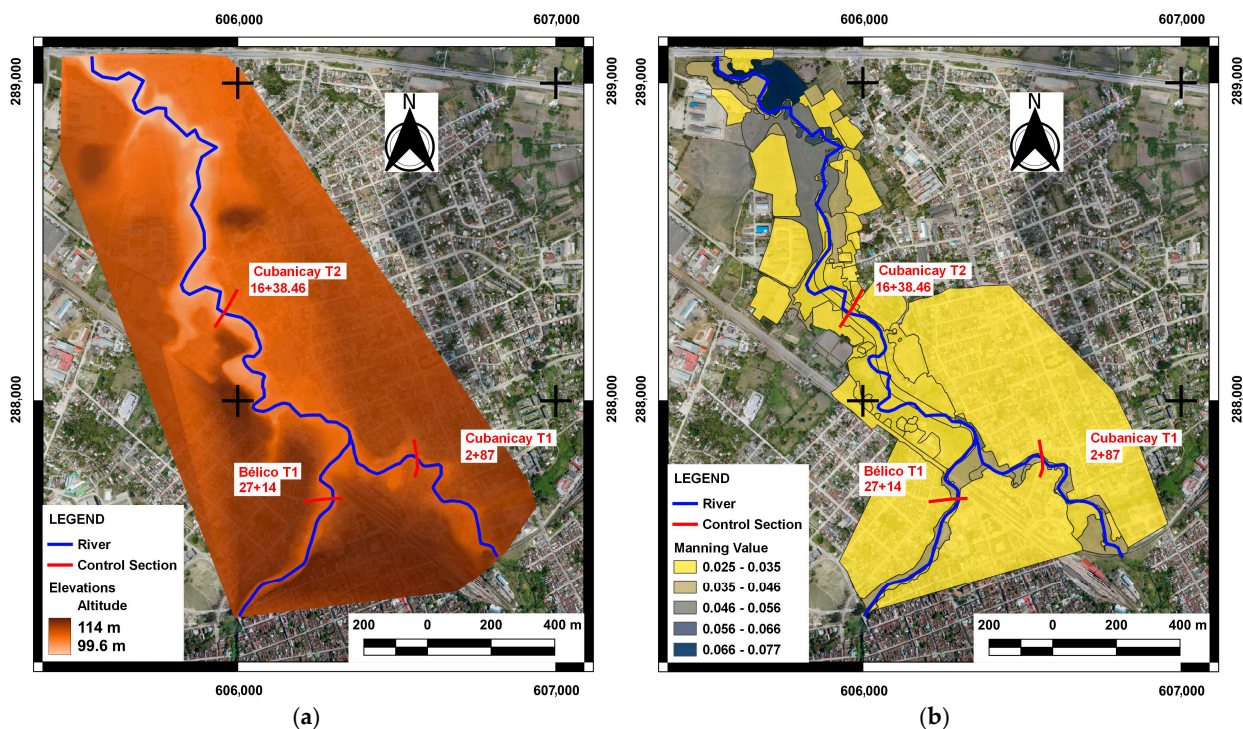 606,000
607,000
606,000
607,000
289,000
288,000
N
Cubanicay T2
16+38.46
Cubanicay T1
2+87
Bélico T1
27+14
LEGEND
River
Control Section
Elevations
Altitude
114 m
99.6 m
200 0 200 400 m
606,000
607,000
(a)
289,000
288,000
N
Cubanicay T2
16+38.46
Cubanicay T1
2+87
Bélico T1
27+14
LEGEND
River
Control Section
Manning Value
0.025 - 0.035
0.035 - 0.046
0.046 - 0.056
0.056 - 0.066
0.066 - 0.077
200 0 200 400 m
289,000
288,000
606,000
607,000
(b)